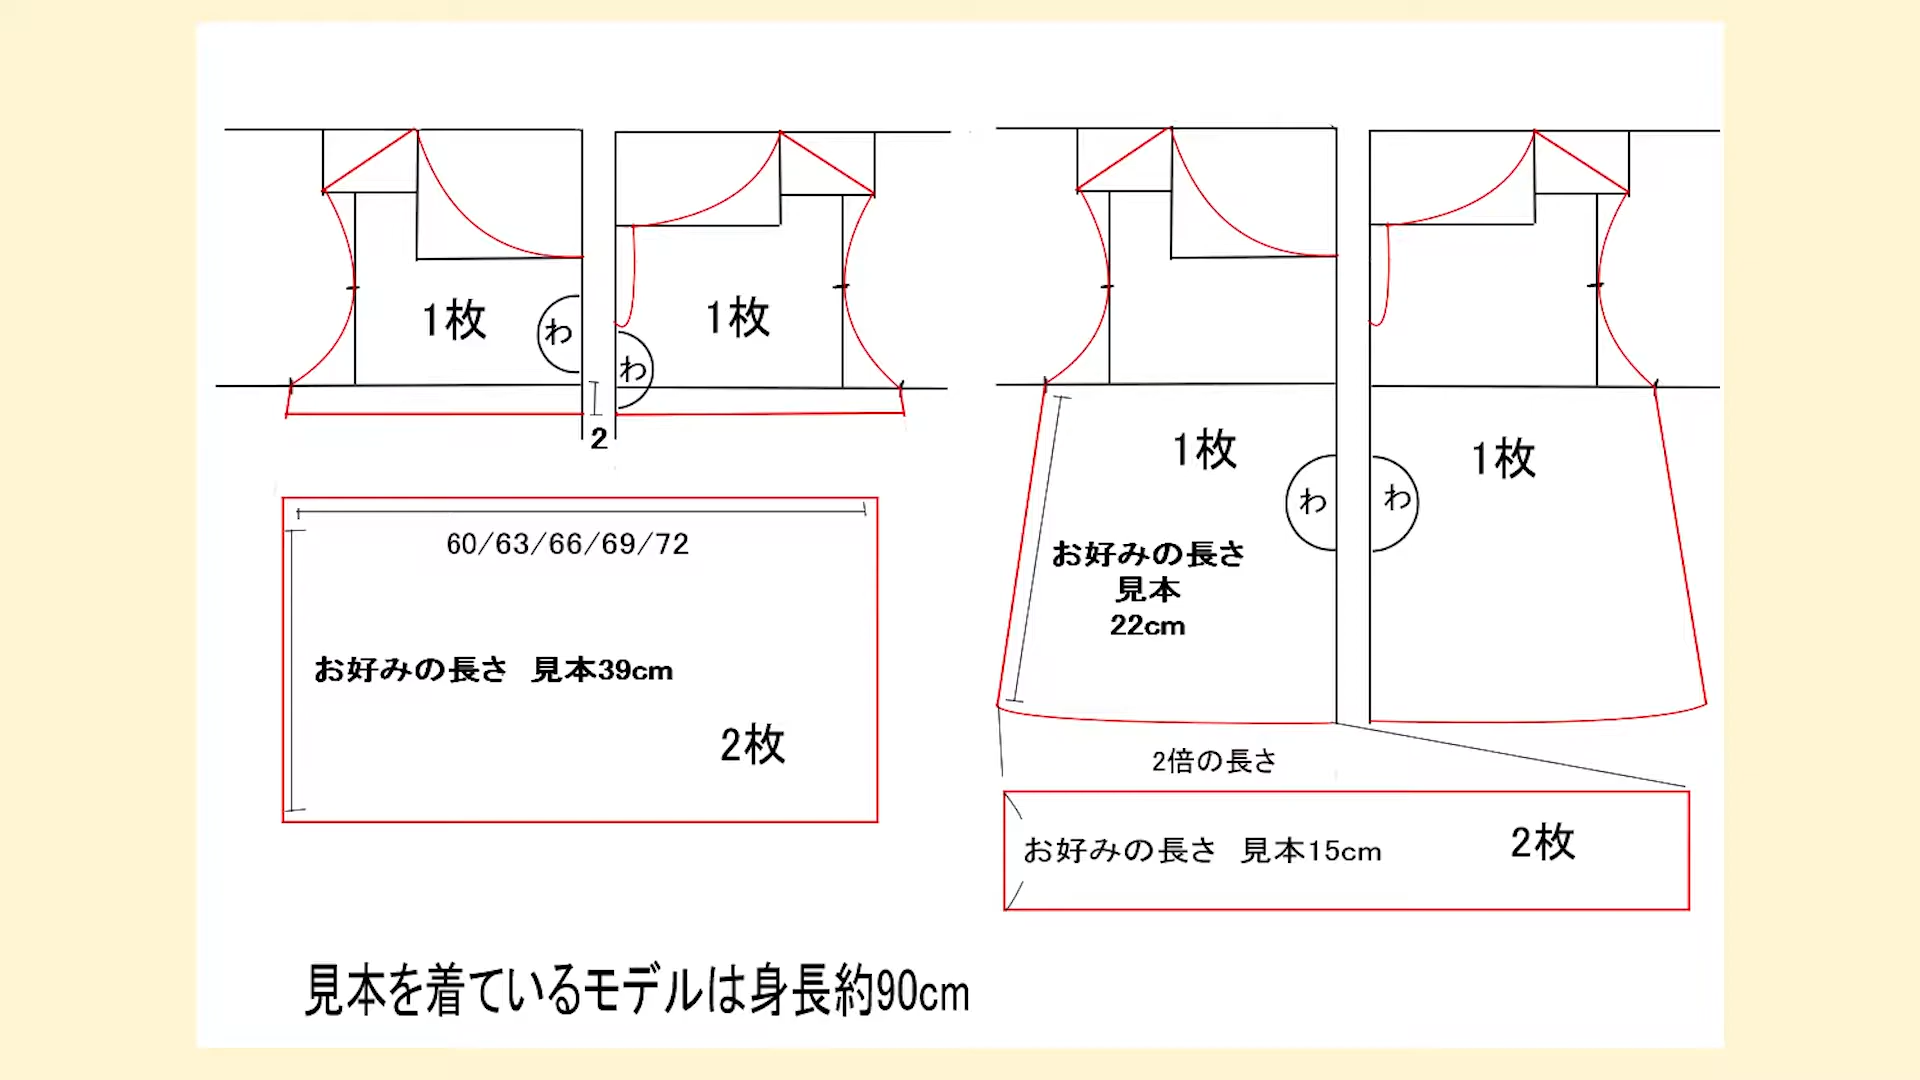 1枚
わ
1枚
わ
2
60/63/66/69/72
お好みの長さ 見本39cm
2枚
1枚
わ
お好みの長さ
見本
22cm
1枚
わ
2倍の長さ
お好みの長さ 見本15cm
2枚
見本を着ているモデルは身長約90cm